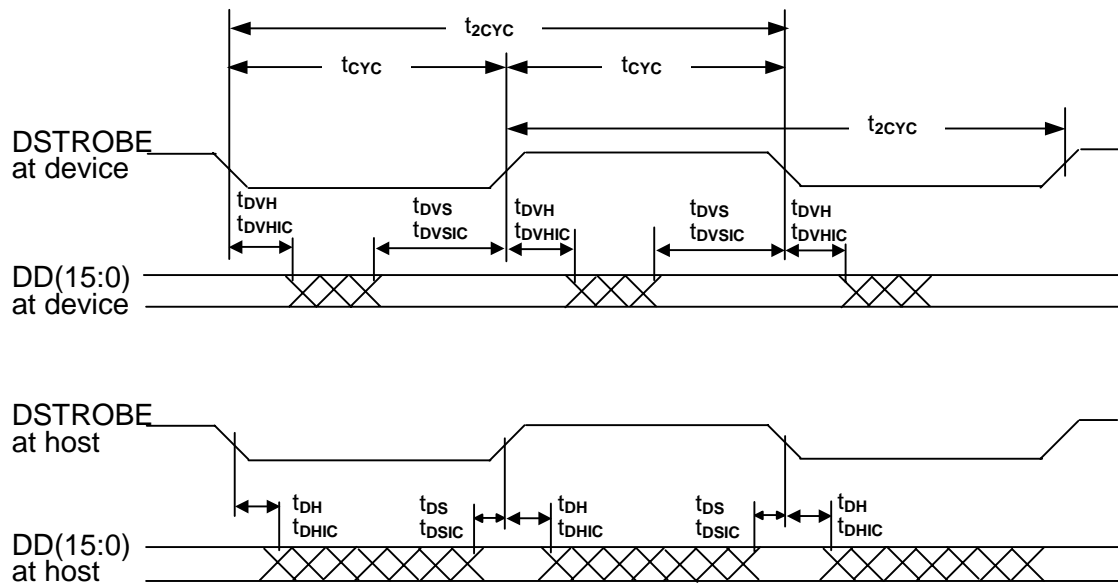 t2CYC
tCYC
tCYC
t2CYC
DSTROBE
at device
tDVH
tDVHIC
tDVS
tDVSIC
tDVH
tDVHIC
tDVS
tDVSIC
tDVH
tDVHIC
DD(15:0)
at device
DSTROBE
at host
tDH
tDHIC
tDS
tDSIC
tDH
tDHIC
tDS
tDSIC
tDH
tDHIC
DD(15:0)
at host